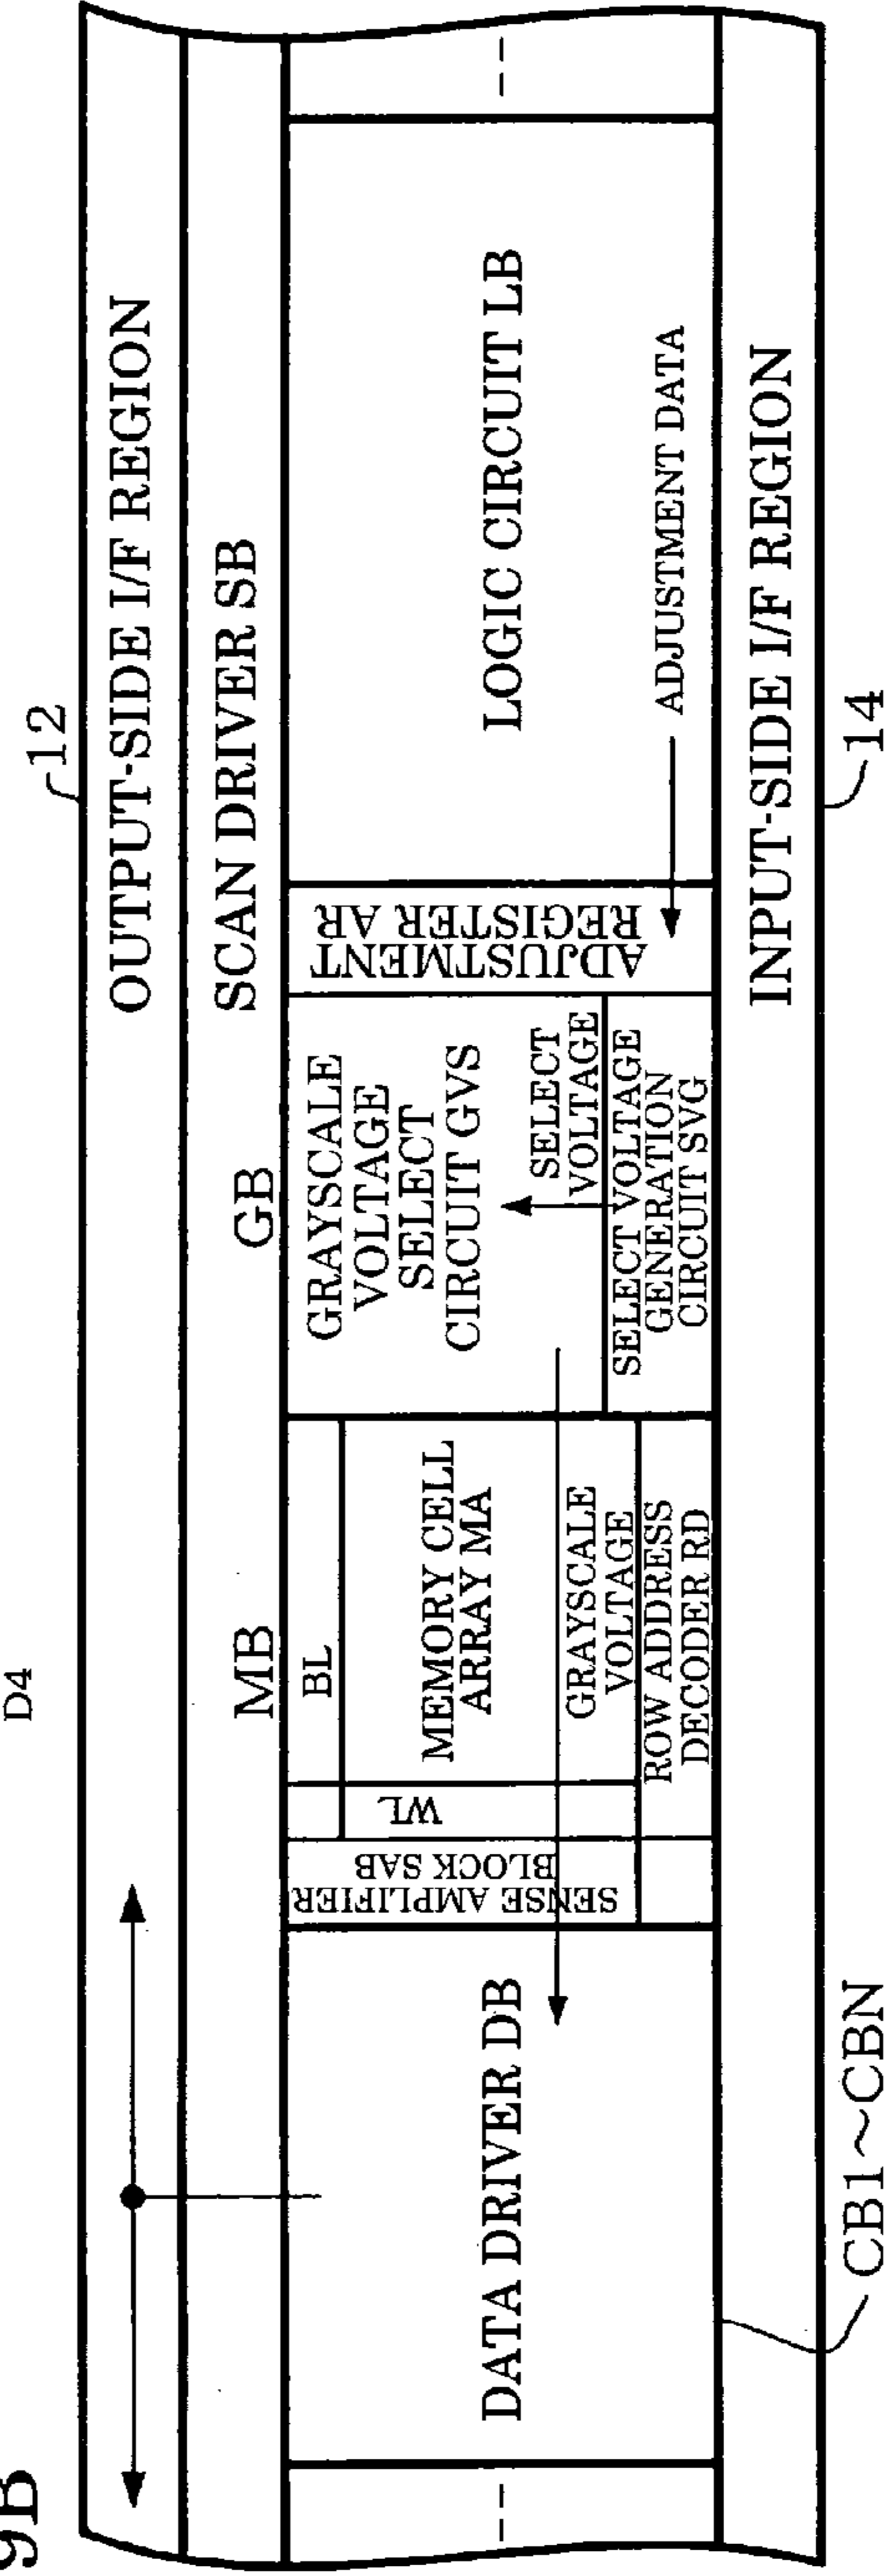 9B
D4
12
OUTPUT-SIDE I/F REGION
SCAN DRIVER SB
MB
GB
DATA DRIVER DB
SENSE AMPLIFIER
BLOCK SAB
WL
BL
MEMORY CELL
ARRAY MA
GRAYSCALE
VOLTAGE
ROW ADDRESS
DECODER RD
GRAYSCALE
VOLTAGE
SELECT
CIRCUIT GVS
SELECT
VOLTAGE
SELECT VOLTAGE
GENERATION
CIRCUIT SVG
ADJUSTMENT
REGISTER AR
LOGIC CIRCUIT LB
ADJUSTMENT DATA
INPUT-SIDE I/F REGION
CB1~CBN
14